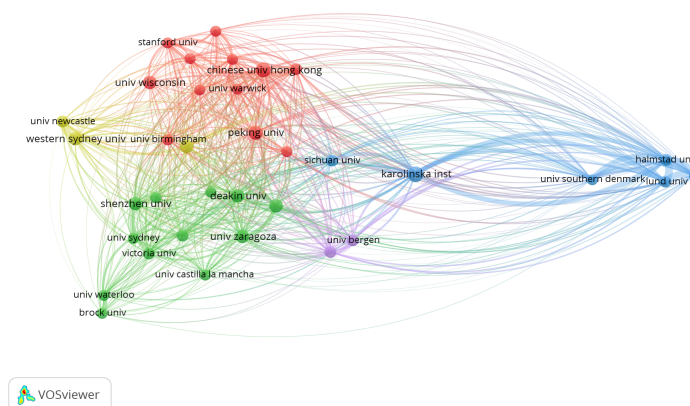 stanford univ
chinese univ hong kong
univ wisconsin
univ warwick
univ newcastle
peking univ
western sydney univ
univ birmingham
sichuan univ
halmstad un
karolinska inst
univ southern denmark
lund univ
deakin univ
shenzhen univ
univ sydney
univ zaragoza
univ bergen
victoria univ
univ castilla la mancha
univ waterloo
brock univ
VOSviewer